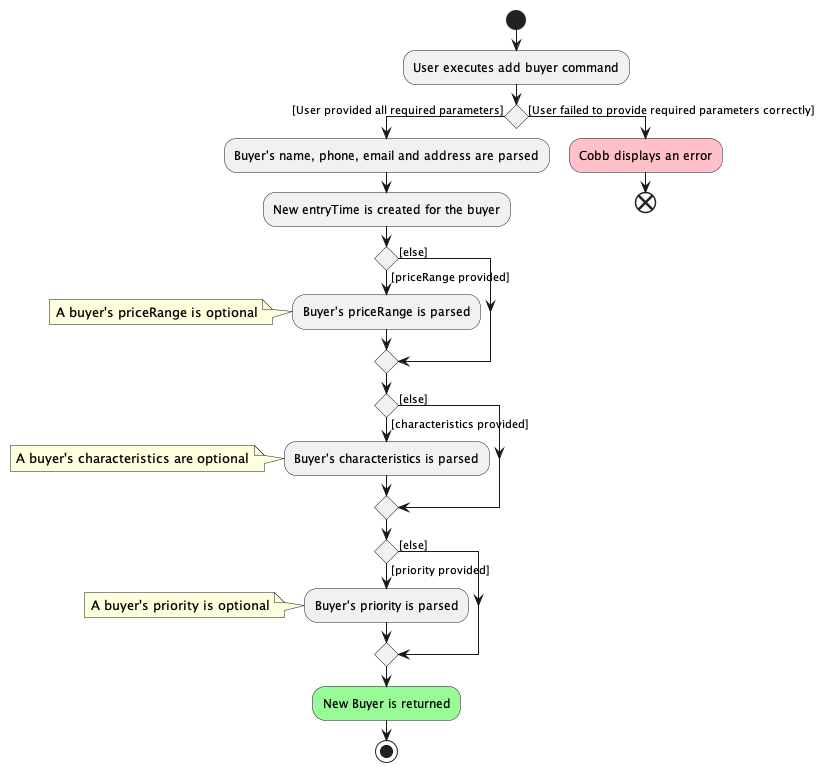 User executes add buyer command
[User provided all required parameters]
[User failed to provide required parameters correctly]
Buyer's name, phone, email and address are parsed
Cobb displays an error
New entryTime is created for the buyer
[else]
[priceRange provided]
A buyer's priceRange is optional
Buyer's priceRange is parsed
[else]
[characteristics provided]
A buyer's characteristics are optional
Buyer's characteristics is parsed
[else]
[priority provided]
A buyer's priority is optional
Buyer's priority is parsed
New Buyer is returned